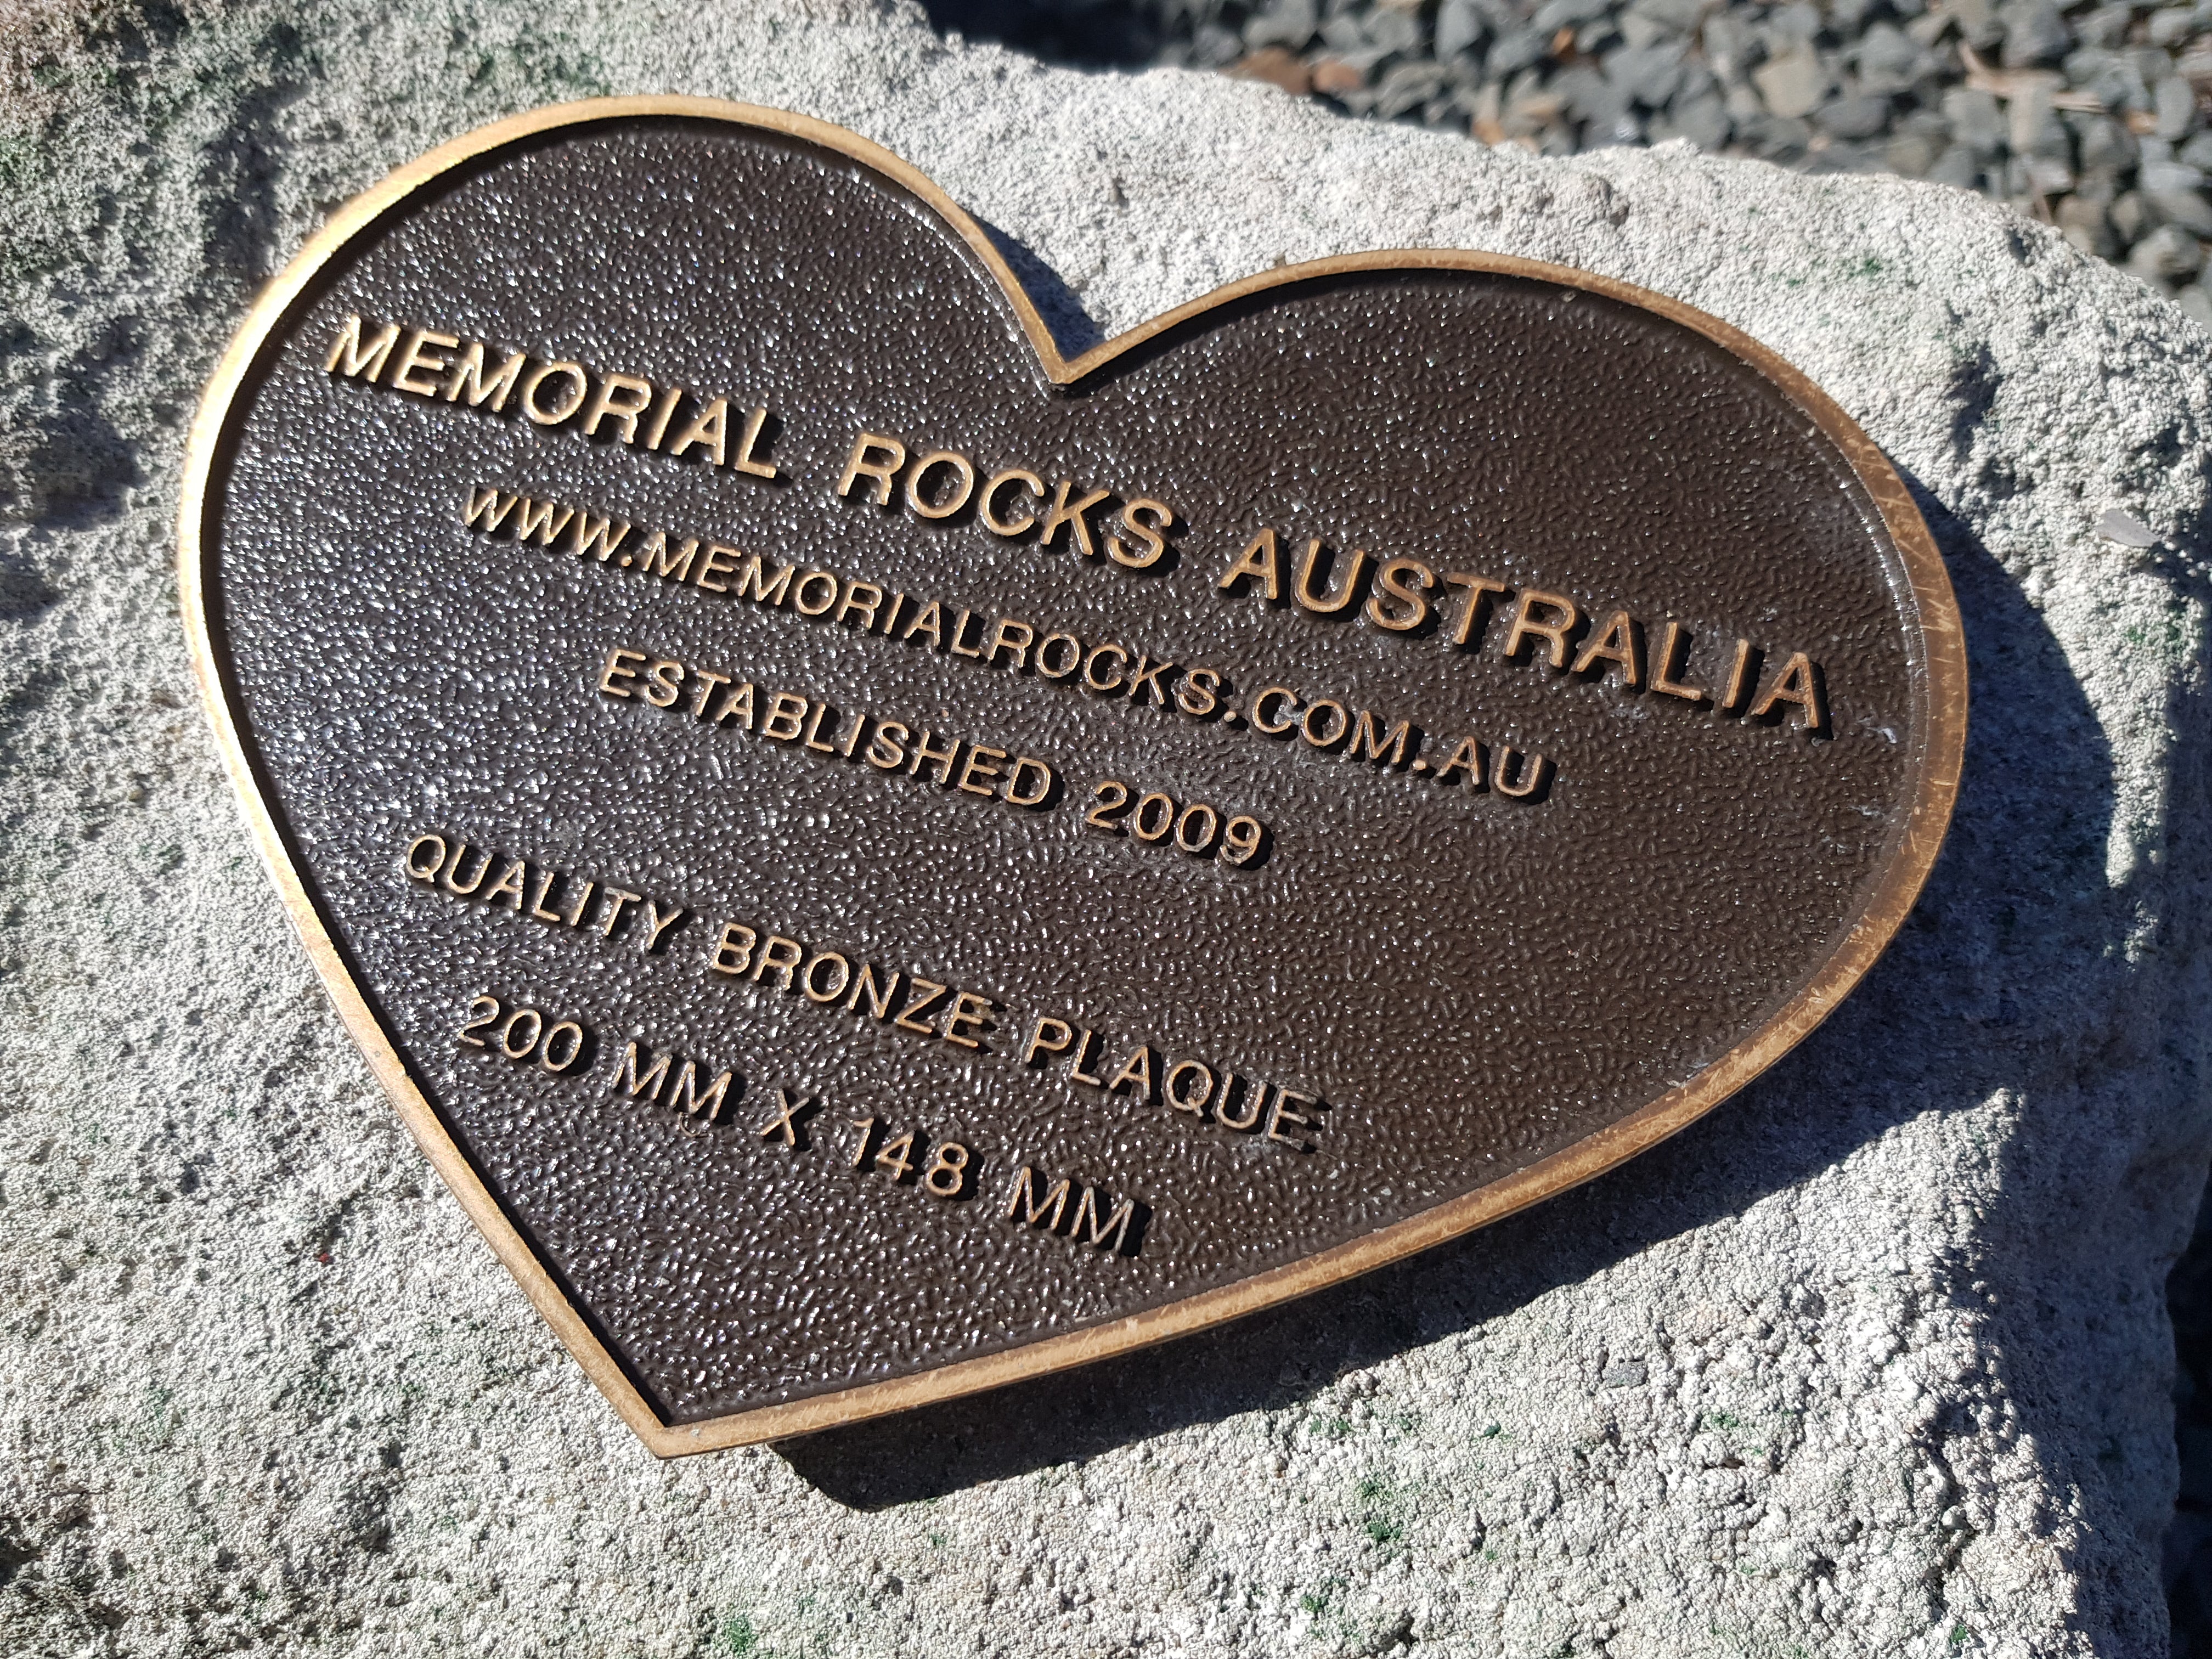 MEMORIAL ROCKS AUSTRALIA
WWW.MEMORIALROCKS.COM.AU
ESTABLISHED 2009
QUALITY BRONZE PLAQUE
200 MM X 148 MM